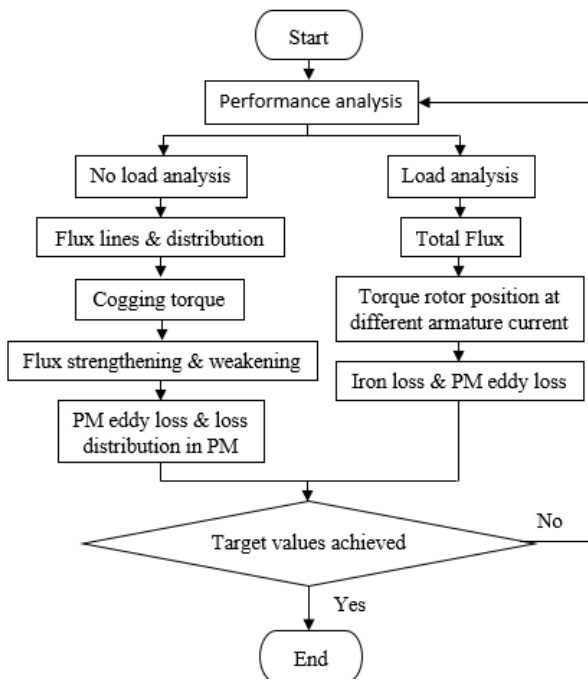 Start
Performance analysis
No load analysis
Flux lines & distribution
Cogging torque
Flux strengthening & weakening
PM eddy loss & loss
distribution in PM
Load analysis
Total Flux
Torque rotor position at
different armature current
Iron loss & PM eddy loss
Target values achieved
No
Yes
End